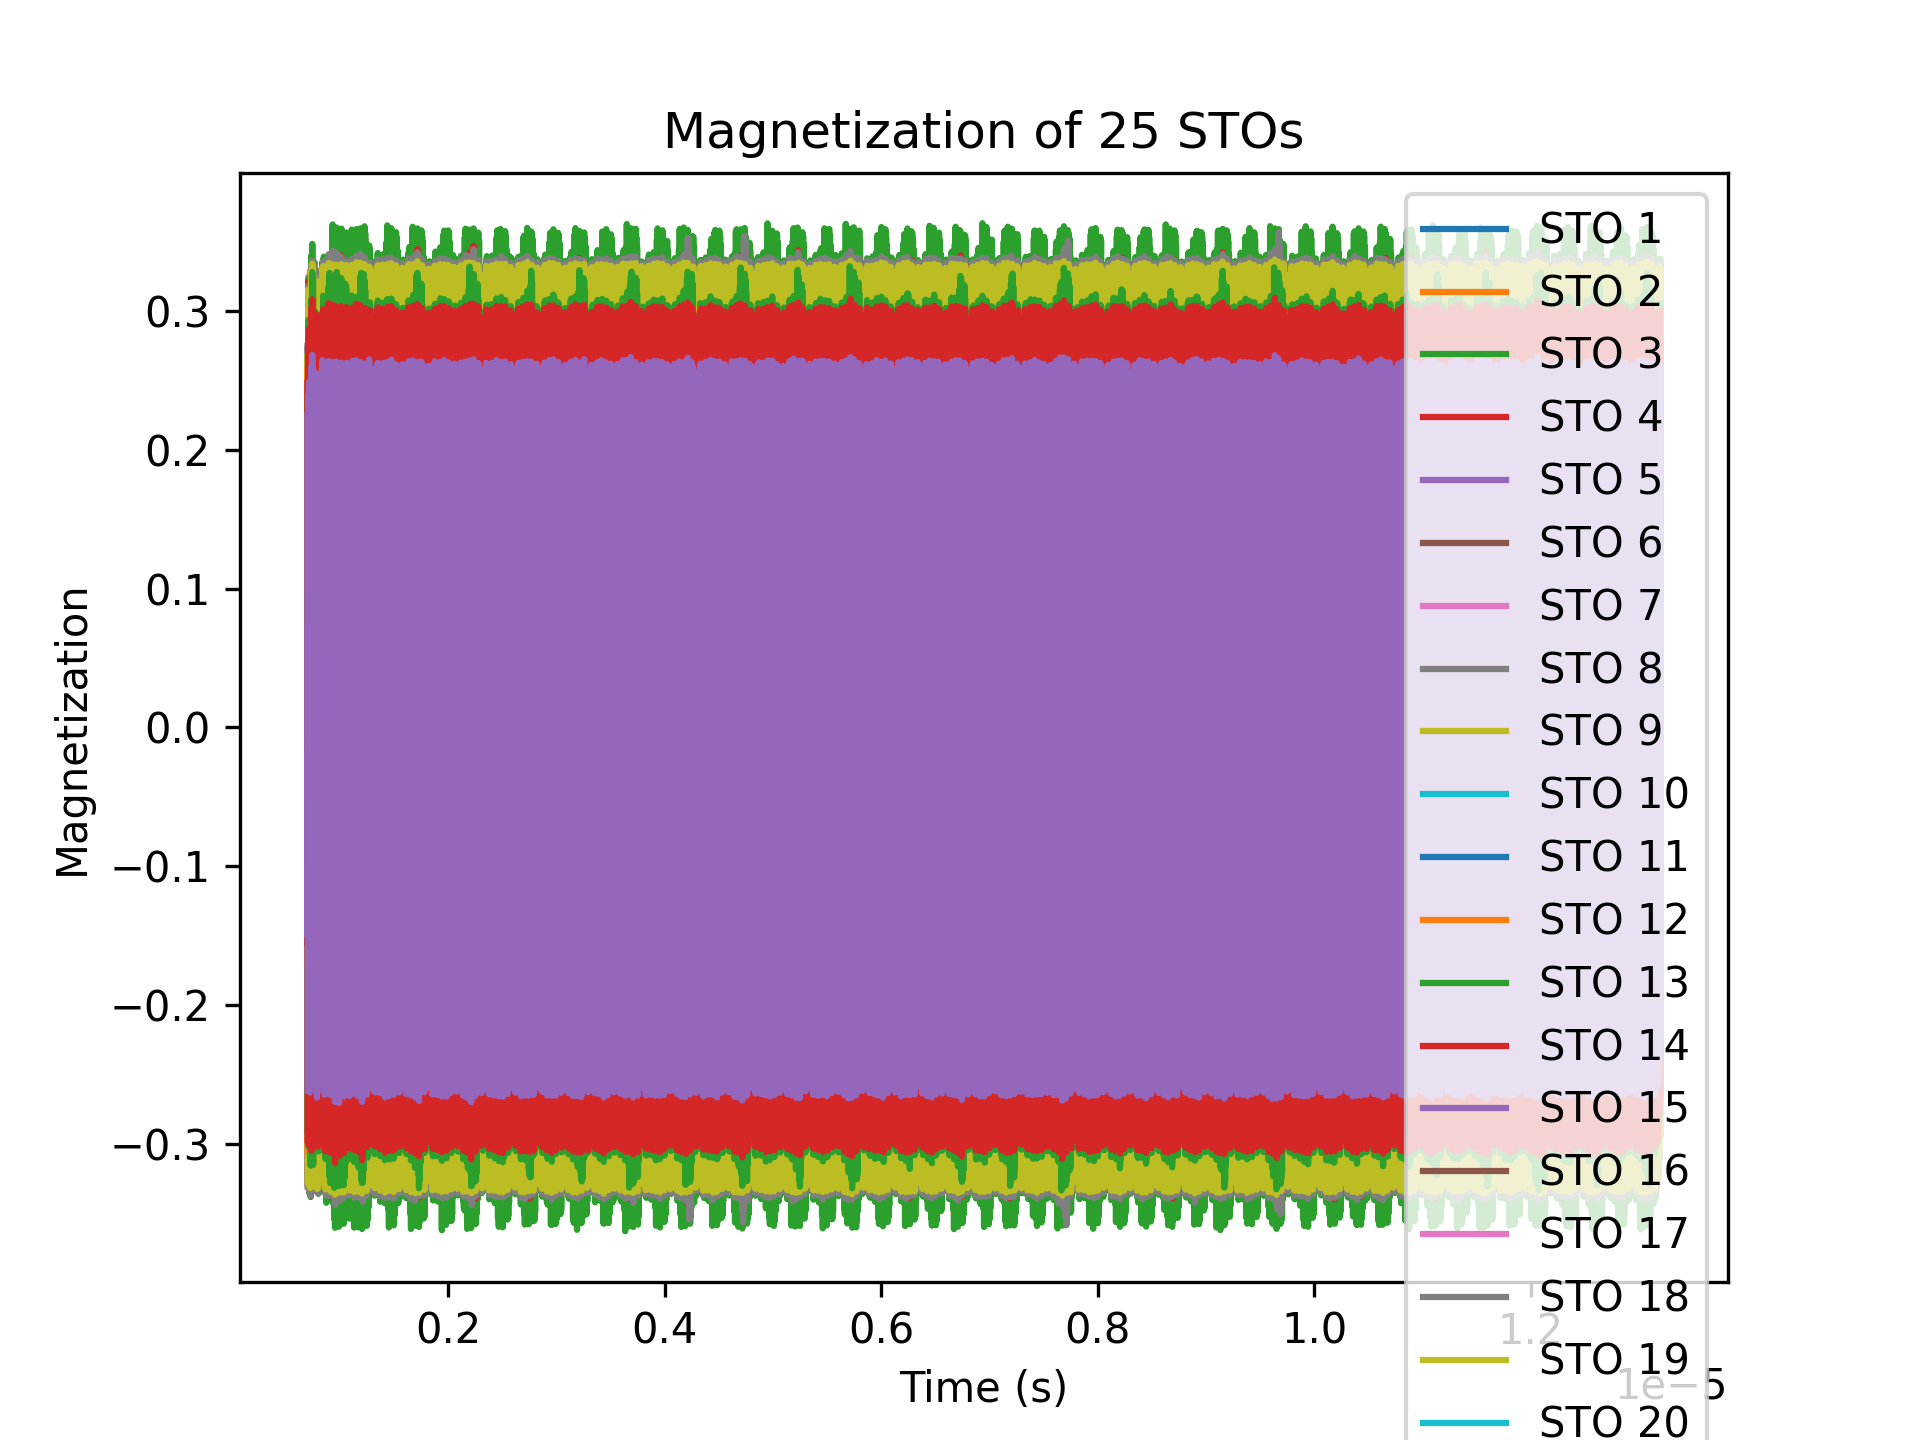 Magnetization of 25 STOs
Magnetization
0.3
0.2
0.1
0.0
−0.1
−0.2
−0.3
0.2
0.4
0.6
0.8
1.0
1.2
Time (s)
1e−5
STO 1
STO 2
STO 3
STO 4
STO 5
STO 6
STO 7
STO 8
STO 9
STO 10
STO 11
STO 12
STO 13
STO 14
STO 15
STO 16
STO 17
STO 18
STO 19
STO 20